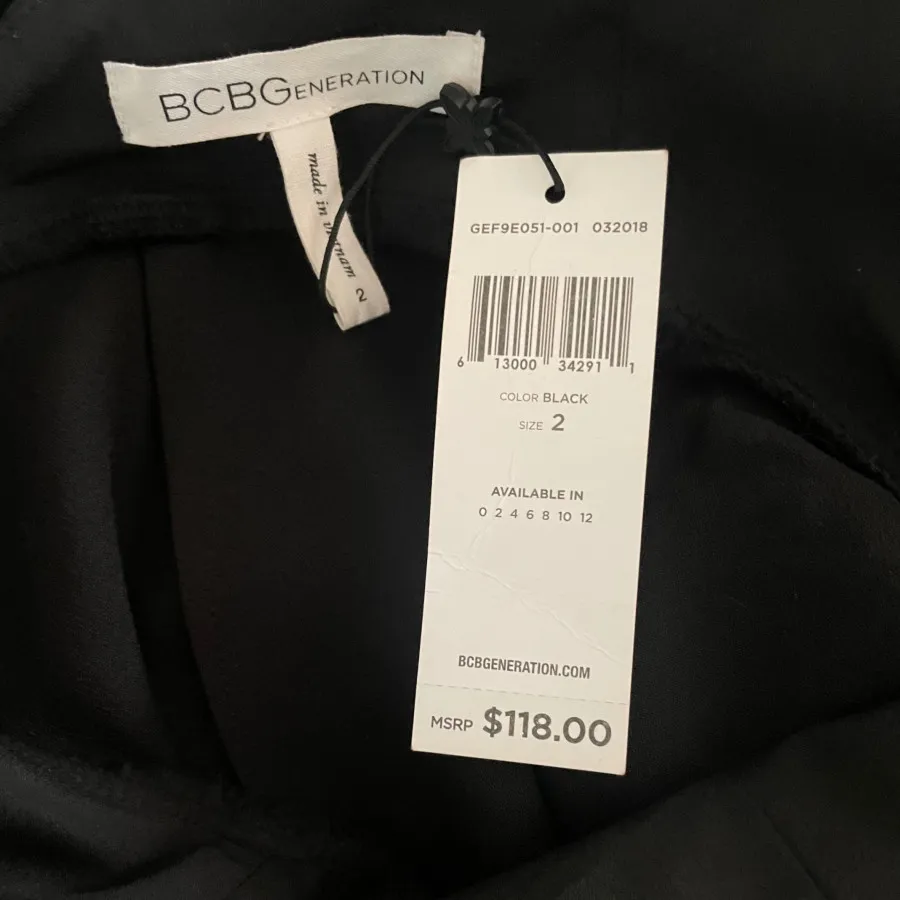 BCBGENERATION
made in
2
GEF9E051-001 032018
6 13000 34291 1
COLOR BLACK
SIZE 2
AVAILABLE IN
0 2 4 6 8 10 12
BCBGENERATION.COM
MSRP $118.00